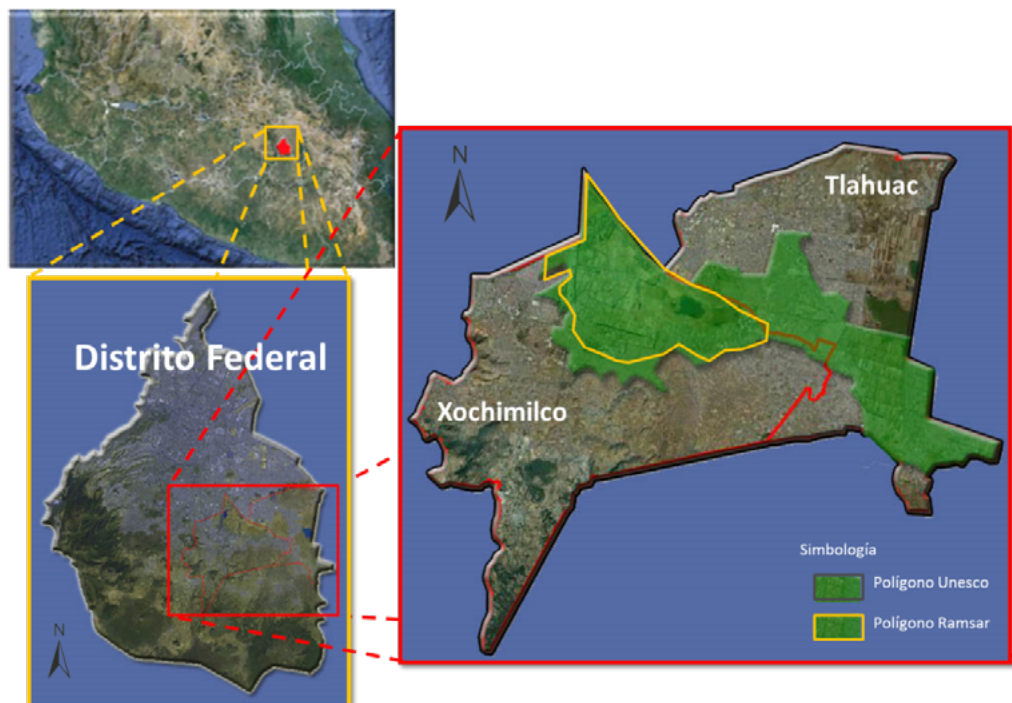 N
Tlahuac
r
Distrito Federal
Xochimilco
Simbología
Polígono Unesco
Polígono Ramsar
N